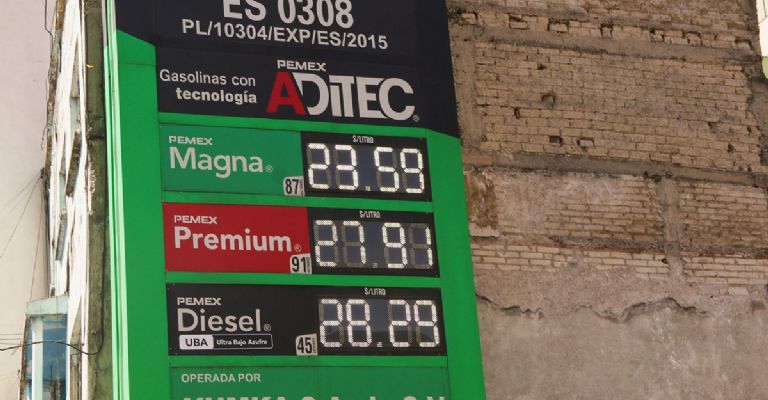 ES 0308
PL/10304/EXP/ES/2015
Gasolinas con
tecnología
PEMEX
ADiTEC®
PEMEX
Magna®
87
$/LITRO
23.59
PEMEX
Premium®
91
$/LITRO
27.91
PEMEX
Diesel®
UBA Ultra Bajo Azufre
45
$/LITRO
28.29
OPERADA POR